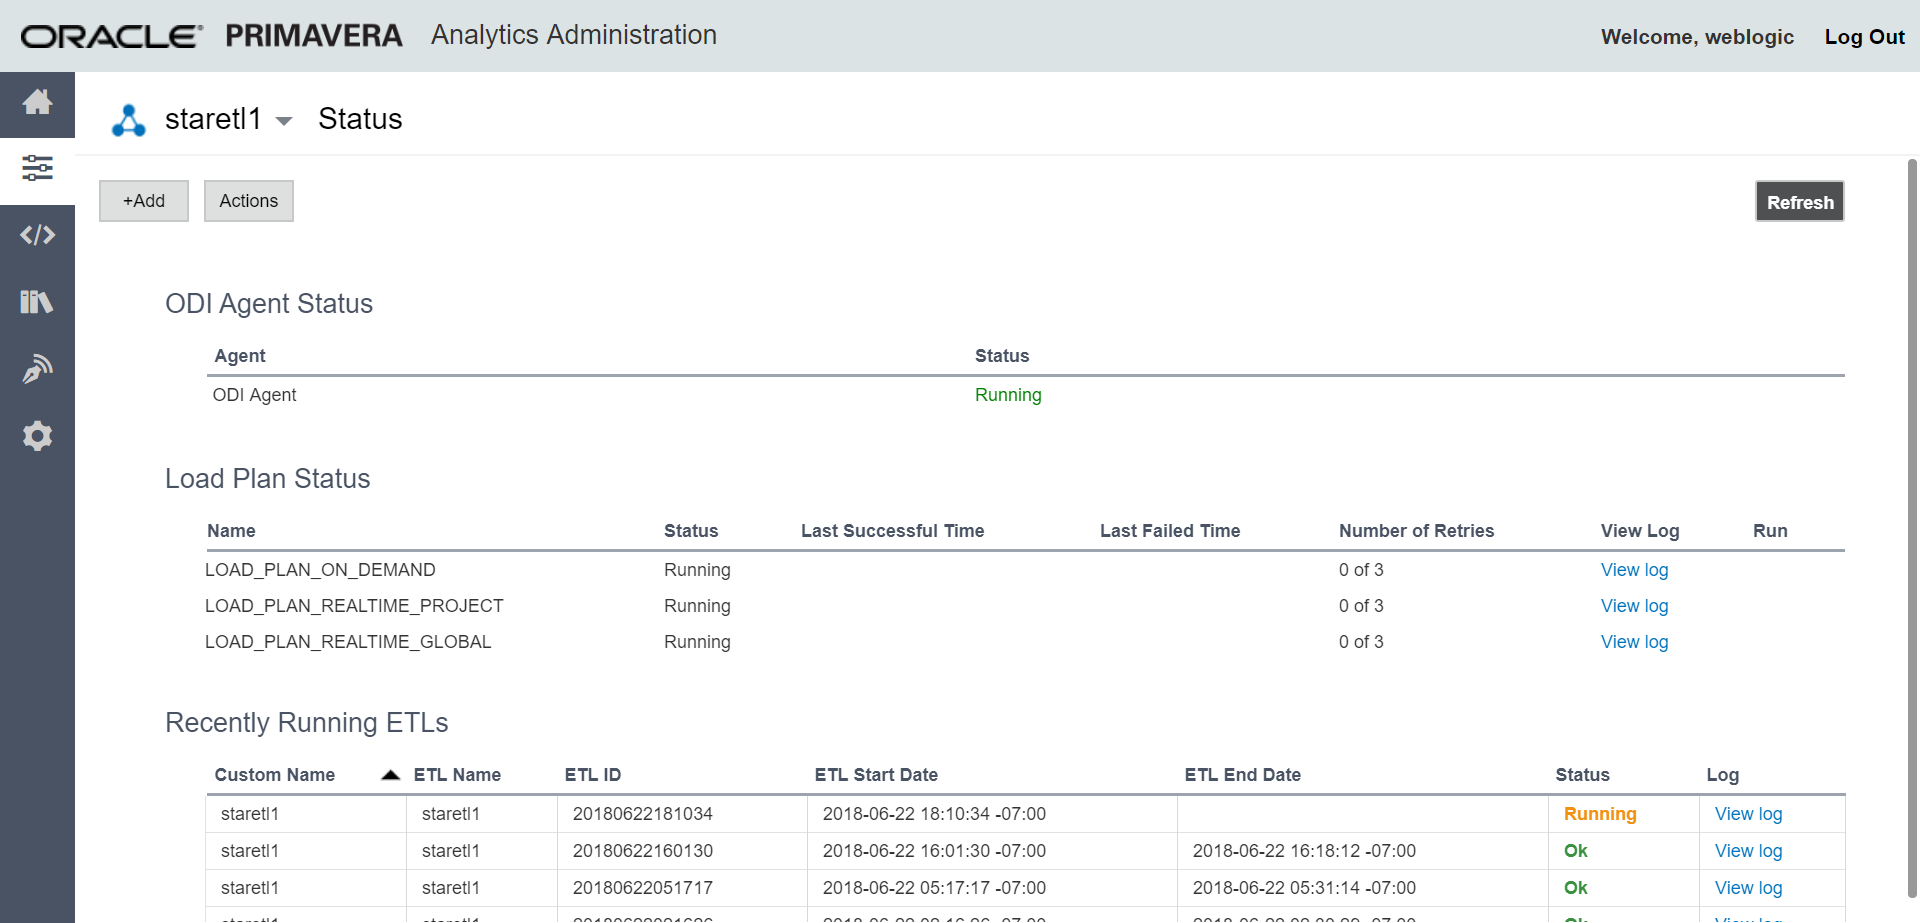 ORACLE PRIMAVERA Analytics Administration Welcome, weblogic Log Out
staretl1 Status
+Add Actions Refresh
ODI Agent Status
Agent Status
ODI Agent Running
Load Plan Status
Name Status Last Successful Time Last Failed Time Number of Retries View Log Run
LOAD_PLAN_ON_DEMAND Running 0 of 3 View log
LOAD_PLAN_REALTIME_PROJECT Running 0 of 3 View log
LOAD_PLAN_REALTIME_GLOBAL Running 0 of 3 View log
Recently Running ETLs
Custom Name ETL Name ETL ID ETL Start Date ETL End Date Status Log
staretl1 staretl1 20180622181034 2018-06-22 18:10:34 -07:00 Running View log
staretl1 staretl1 20180622160130 2018-06-22 16:01:30 -07:00 2018-06-22 16:18:12 -07:00 Ok View log
staretl1 staretl1 20180622051717 2018-06-22 05:17:17 -07:00 2018-06-22 05:31:14 -07:00 Ok View log